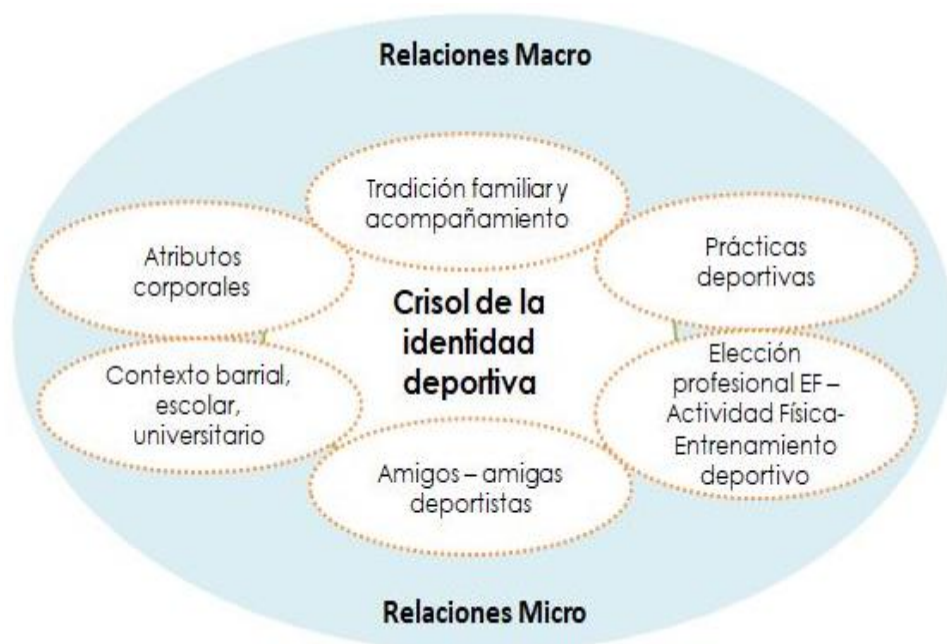 Relaciones Macro
Tradición familiar y
acompañamiento
Atributos
corporales
Prácticas
deportivas
Crisol de la
identidad
deportiva
Contexto barrial,
escolar,
universitario
Elección
profesional EF –
Actividad Física-
Entrenamiento
deportivo
Amigos – amigas
deportistas
Relaciones Micro